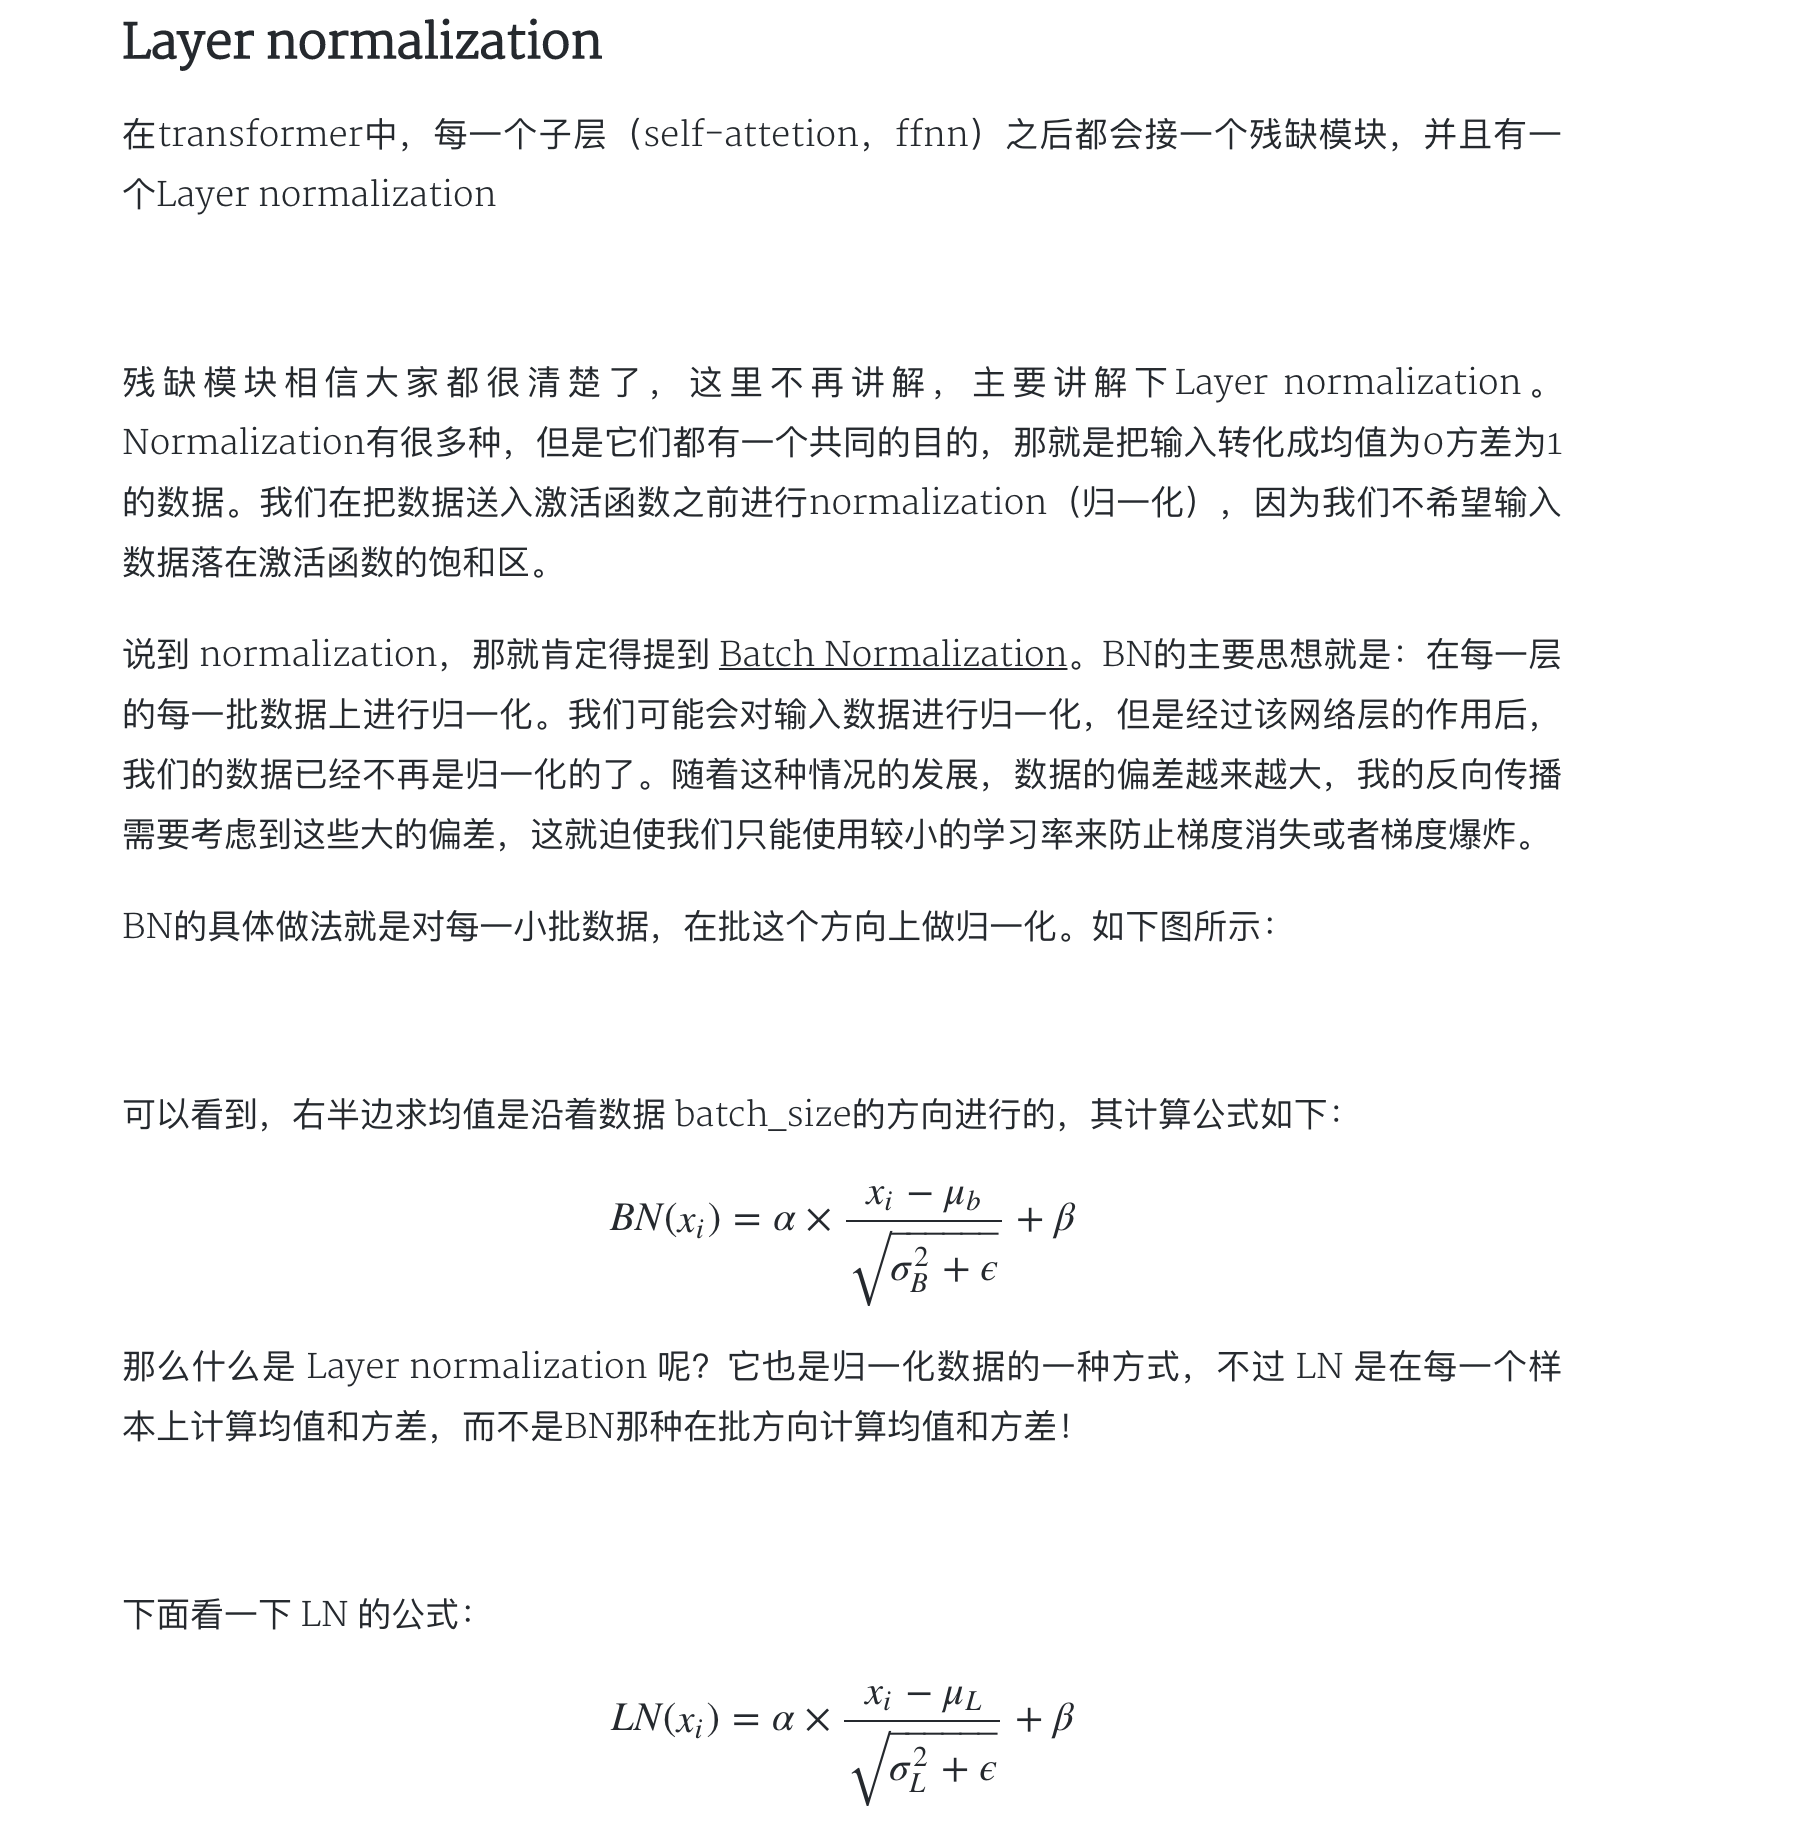 Layer normalization
在transformer中，每一个子层（self-attetion，ffnn）之后都会接一个残缺模块，并且有一
个Layer normalization
残缺模块相信大家都很清楚了，这里不再讲解，主要讲解下Layer normalization。
Normalization有很多种，但是它们都有一个共同的目的，那就是把输入转化成均值为0方差为1
的数据。我们在把数据送入激活函数之前进行normalization（归一化），因为我们不希望输入
数据落在激活函数的饱和区。
说到 normalization，那就肯定得提到 Batch Normalization。BN的主要思想就是：在每一层
的每一批数据上进行归一化。我们可能会对输入数据进行归一化，但是经过该网络层的作用后，
我们的数据已经不再是归一化的了。随着这种情况的发展，数据的偏差越来越大，我的反向传播
需要考虑到这些大的偏差，这就迫使我们只能使用较小的学习率来防止梯度消失或者梯度爆炸。
BN的具体做法就是对每一小批数据，在批这个方向上做归一化。如下图所示：
可以看到，右半边求均值是沿着数据 batch_size的方向进行的，其计算公式如下：
$BN(x_i) = \alpha \times \frac{x_i - \mu_b}{\sqrt{\sigma_B^2 + \epsilon}} + \beta$
那么什么是 Layer normalization 呢？它也是归一化数据的一种方式，不过 LN 是在每一个样
本上计算均值和方差，而不是BN那种在批方向计算均值和方差！
下面看一下 LN 的公式：
$LN(x_i) = \alpha \times \frac{x_i - \mu_L}{\sqrt{\sigma_L^2 + \epsilon}} + \beta$